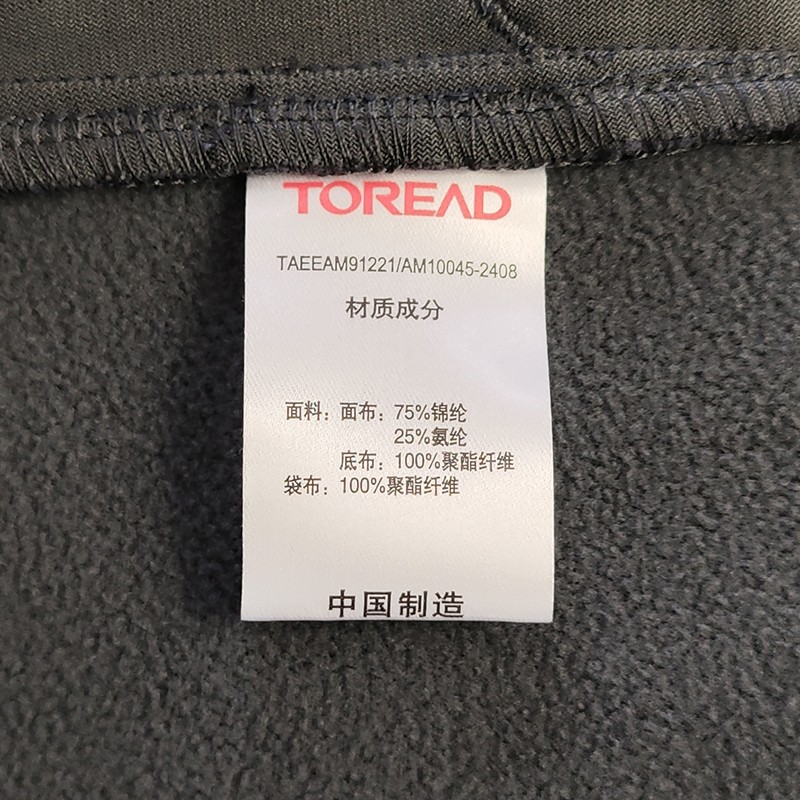 TOREAD
TAEEAM91221/AM10045-2408
材质成分
面料：面布：75%锦纶
25%氨纶
底布：100%聚酯纤维
袋布：100%聚酯纤维
中国制造